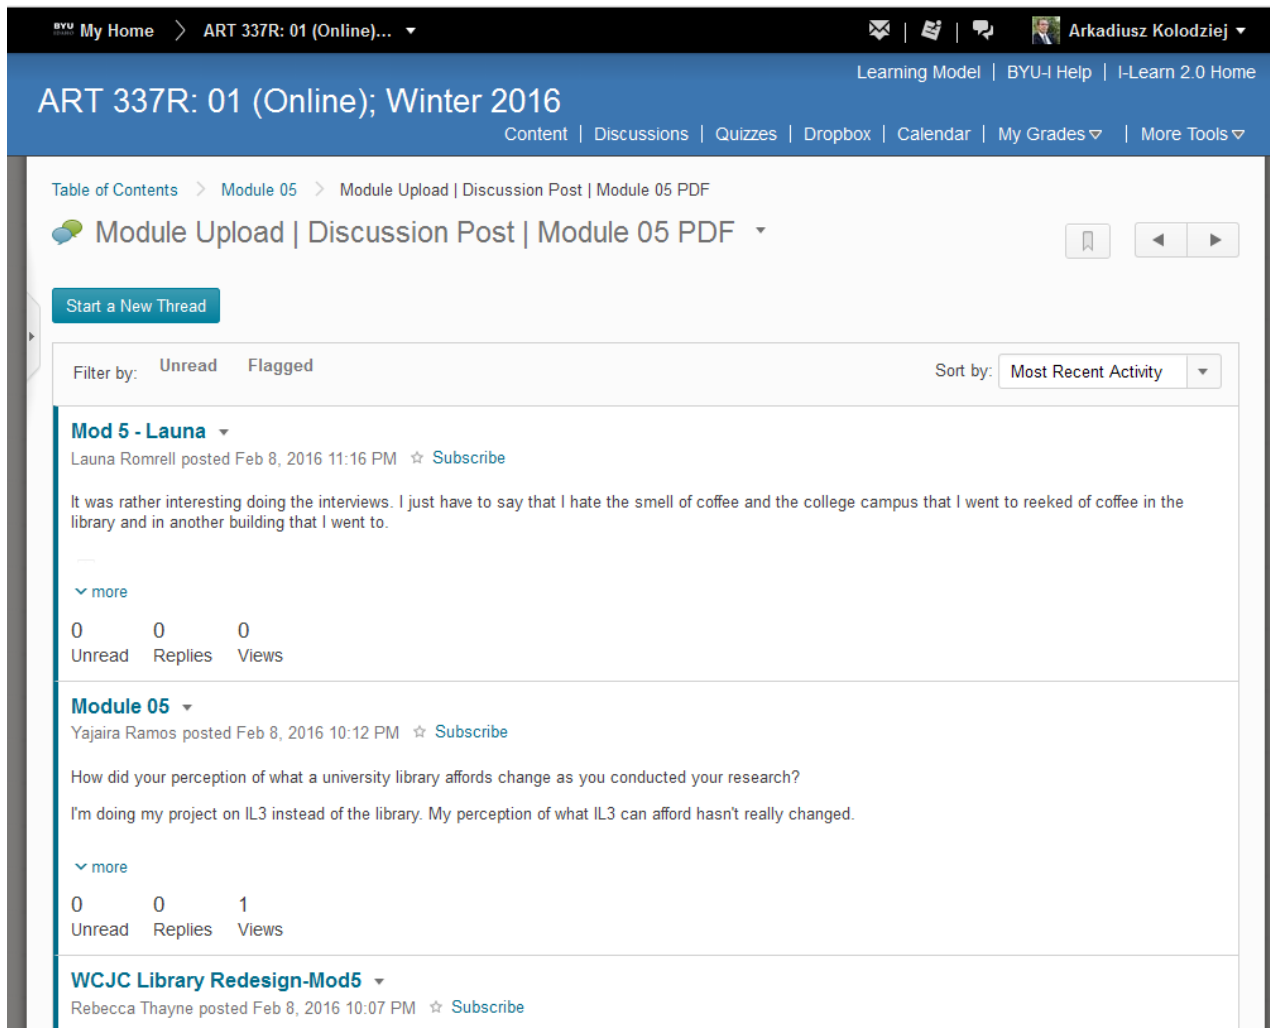 BYU My Home ART 337R: 01 (Online)... Arkadiusz Kolodziej
Learning Model | BYU-I Help | I-Learn 2.0 Home
ART 337R: 01 (Online); Winter 2016
Content | Discussions | Quizzes | Dropbox | Calendar | My Grades | More Tools
Table of Contents > Module 05 > Module Upload | Discussion Post | Module 05 PDF
Module Upload | Discussion Post | Module 05 PDF
Start a New Thread
Filter by: Unread Flagged Sort by: Most Recent Activity
Mod 5 - Launa
Launa Romrell posted Feb 8, 2016 11:16 PM Subscribe
It was rather interesting doing the interviews. I just have to say that I hate the smell of coffee and the college campus that I went to reeked of coffee in the
library and in another building that I went to.
more
0 0 0
Unread Replies Views
Module 05
Yajaira Ramos posted Feb 8, 2016 10:12 PM Subscribe
How did your perception of what a university library affords change as you conducted your research?
I'm doing my project on IL3 instead of the library. My perception of what IL3 can afford hasn't really changed.
more
0 0 1
Unread Replies Views
WCJC Library Redesign-Mod5
Rebecca Thayne posted Feb 8, 2016 10:07 PM Subscribe